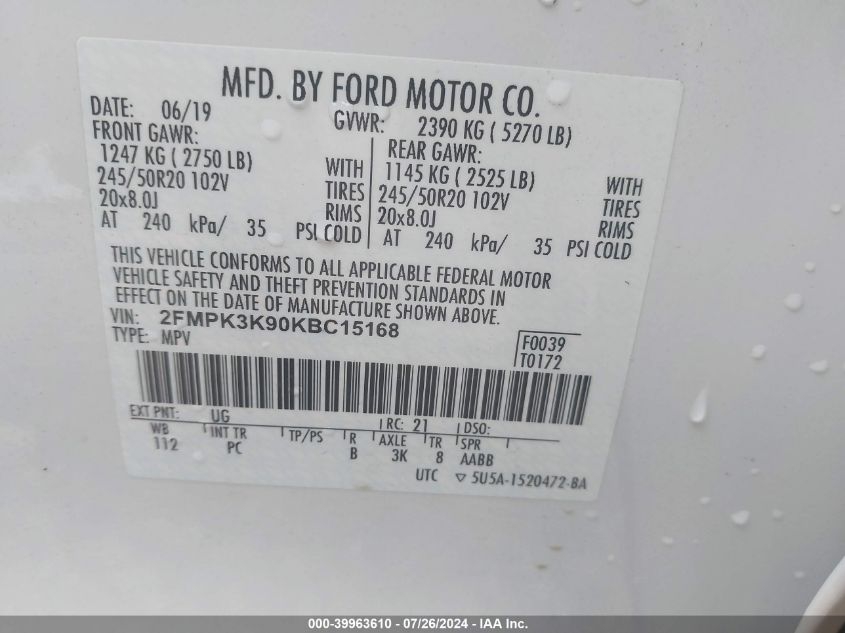 MFD. BY FORD MOTOR CO.
DATE: 06/19 GVWR: 2390 KG ( 5270 LB)
FRONT GAWR: REAR GAWR:
1247 KG ( 2750 LB) WITH 1145 KG ( 2525 LB) WITH
245/50R20 102V TIRES 245/50R20 102V TIRES
20x8.0J RIMS 20x8.0J RIMS
AT 240 kPa/ 35 PSI COLD AT 240 kPa/ 35 PSI COLD
THIS VEHICLE CONFORMS TO ALL APPLICABLE FEDERAL MOTOR
VEHICLE SAFETY AND THEFT PREVENTION STANDARDS IN
EFFECT ON THE DATE OF MANUFACTURE SHOWN ABOVE.
VIN: 2FMPK3K90KBC15168
TYPE: MPV
F0039
T0172
EXT PNT: UG RC: 21 DSO:
WB INT TR TP/PS R AXLE TR SPR
112 PC B 3K 8 AABB
UTC ▽ 5U5A-1520472-BA
000-39963610 - 07/26/2024 - IAA Inc.